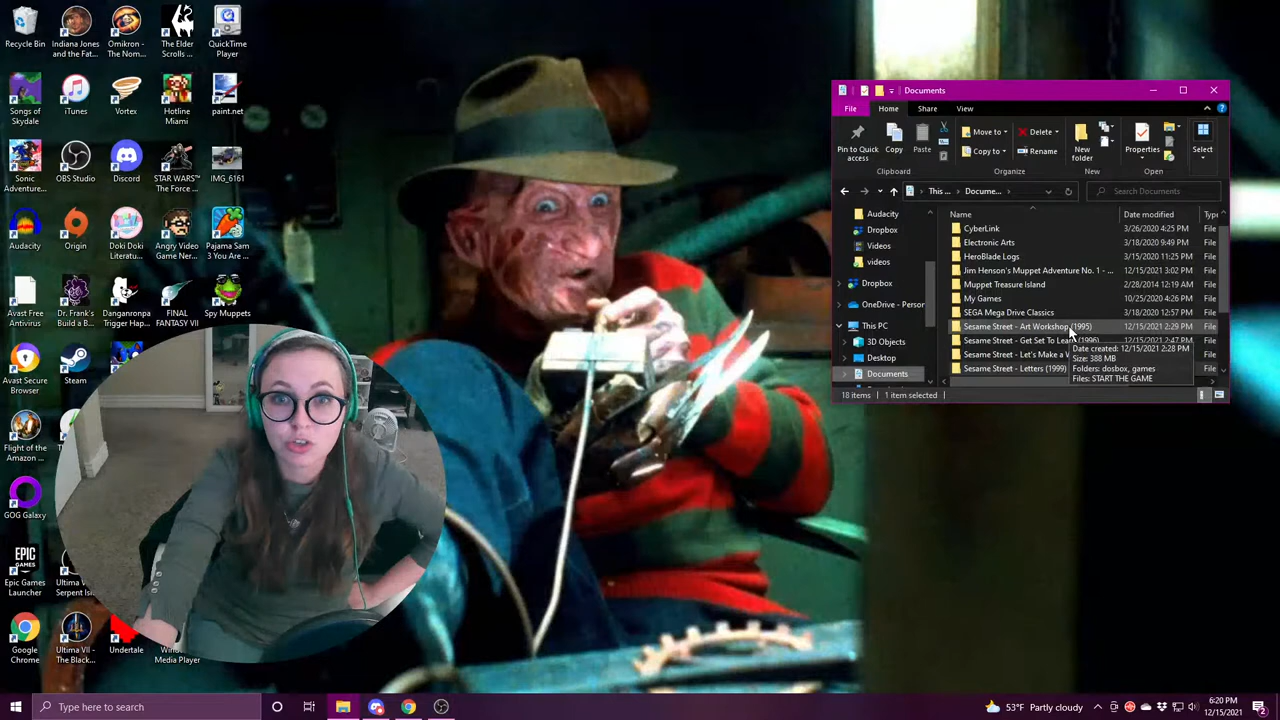 Recycle Bin
Indiana Jones
and the Fat...
Omikron -
The Nom...
The Elder
Scrolls ...
QuickTime
Player
Songs of
Skydale
iTunes
Vortex
Hotline
Miami
paint.net
Sonic
Adventure...
OBS Studio
Discord
STAR WARS™
The Force ...
IMG_6161
Audacity
Origin
Doki Doki
Literatu...
Angry Video
Game Ner...
Pajama Sam
3 You Are ...
Avast Free
Antivirus
Dr. Frank's
Build a B...
Danganronpa
Trigger Hap...
FINAL
FANTASY VII
Spy Muppets
Avast Secure
Browser
Steam
Flight of the
Amazon ...
GOG Galaxy
Epic Games
Launcher
Ultima V
Serpent Isl
Google
Chrome
Ultima VII -
The Black...
Undertale
Media Player
Documents
File
Home
Share
View
Pin to Quick
access
Copy
Paste
Move to
Copy to
Delete
Rename
New
folder
Properties
Select
Clipboard
Organize
New
Open
This ...
Docume...
Search Documents
Audacity
Dropbox
Videos
videos
Dropbox
OneDrive - Person
This PC
3D Objects
Desktop
Documents
Name
Date modified
Type
CyberLink
3/26/2020 4:25 PM
File
Electronic Arts
3/18/2020 9:49 PM
File
HeroBlade Logs
3/15/2020 11:25 PM
File
Jim Henson's Muppet Adventure No. 1 - ...
12/15/2021 3:02 PM
File
Muppet Treasure Island
2/28/2014 12:19 AM
File
My Games
10/25/2020 4:26 PM
File
SEGA Mega Drive Classics
3/18/2020 12:57 PM
File
Sesame Street - Art Workshop (1995)
12/15/2021 2:29 PM
File
Sesame Street - Get Set To Learn (1996)
12/15/2021 2:47 PM
File
Sesame Street - Let's Make a W
File
Sesame Street - Letters (1999)
File
Date created: 12/15/2021 2:28 PM
Size: 388 MB
Folders: dosbox, games
Files: START THE GAME
18 items
1 item selected
Type here to search
53°F Partly cloudy
6:20 PM
12/15/2021
2